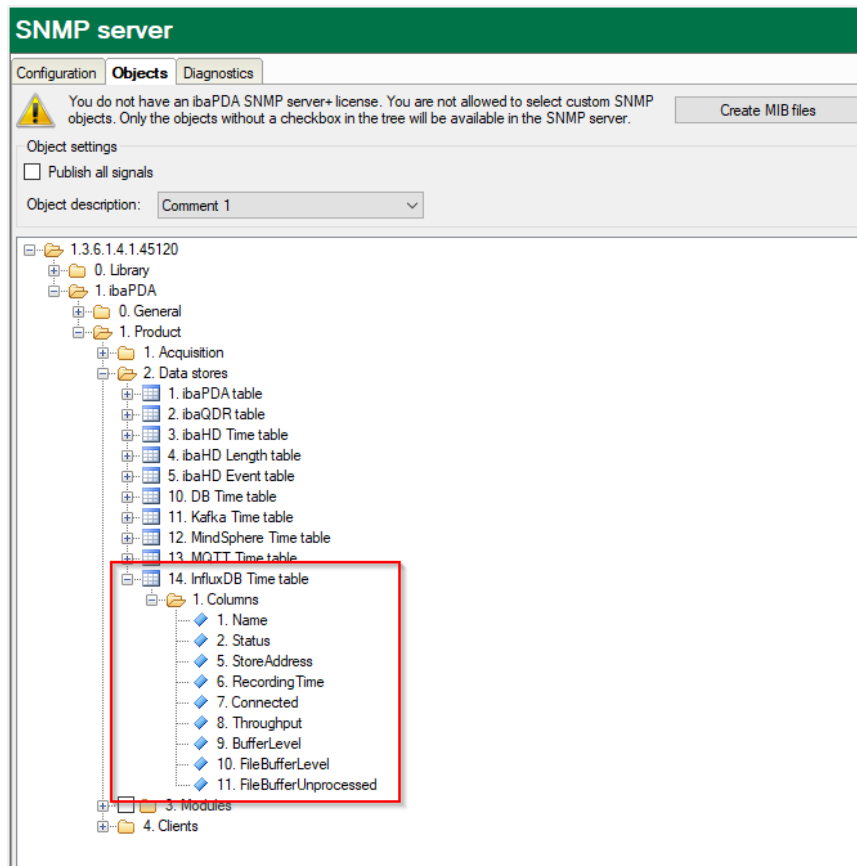 SNMP server
Configuration Objects Diagnostics
You do not have an ibaPDA SNMP server+ license. You are not allowed to select custom SNMP
objects. Only the objects without a checkbox in the tree will be available in the SNMP server.
Create MIB files
Object settings
Publish all signals
Object description: Comment 1
1.3.6.1.4.1.45120
0. Library
1. ibaPDA
0. General
1. Product
1. Acquisition
2. Data stores
1. ibaPDA table
2. ibaQDR table
3. ibaHD Time table
4. ibaHD Length table
5. ibaHD Event table
10. DB Time table
11. Kafka Time table
12. MindSphere Time table
13. MQTT Time table
14. InfluxDB Time table
1. Columns
1. Name
2. Status
5. StoreAddress
6. RecordingTime
7. Connected
8. Throughput
9. BufferLevel
10. FileBufferLevel
11. FileBufferUnprocessed
3. Modules
4. Clients